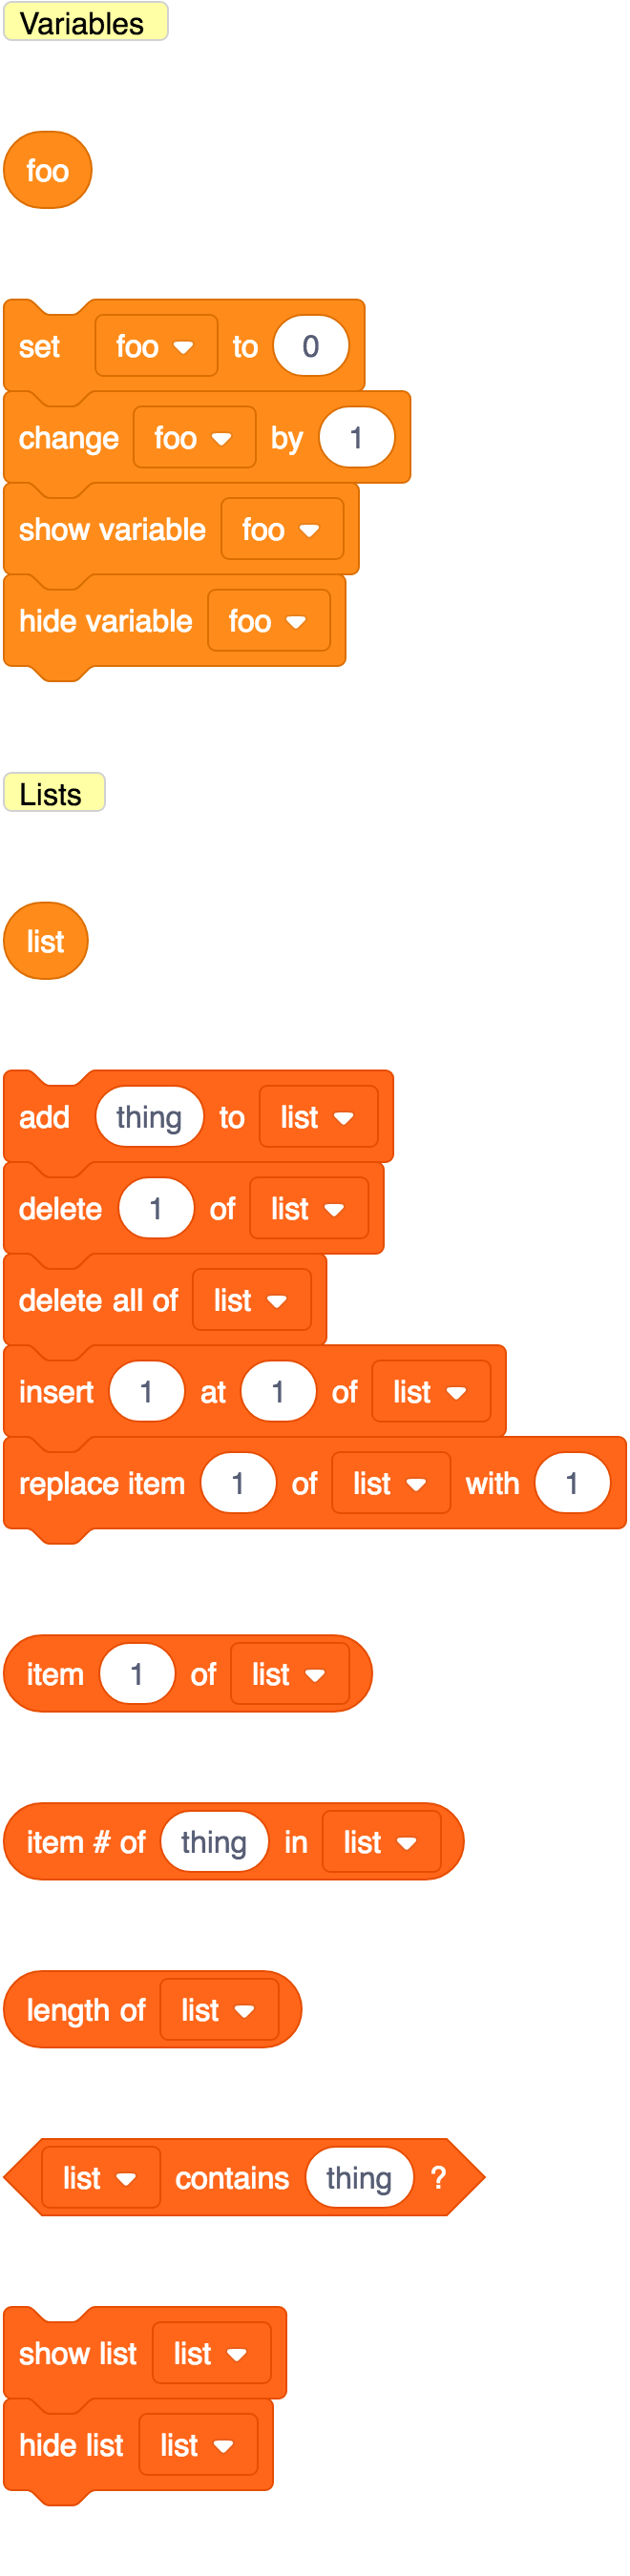 Variables
foo
set foo to 0
change foo by 1
show variable foo
hide variable foo
Lists
list
add thing to list
delete 1 of list
delete all of list
insert 1 at 1 of list
replace item 1 of list with 1
item 1 of list
item # of thing in list
length of list
list contains thing ?
show list list
hide list list